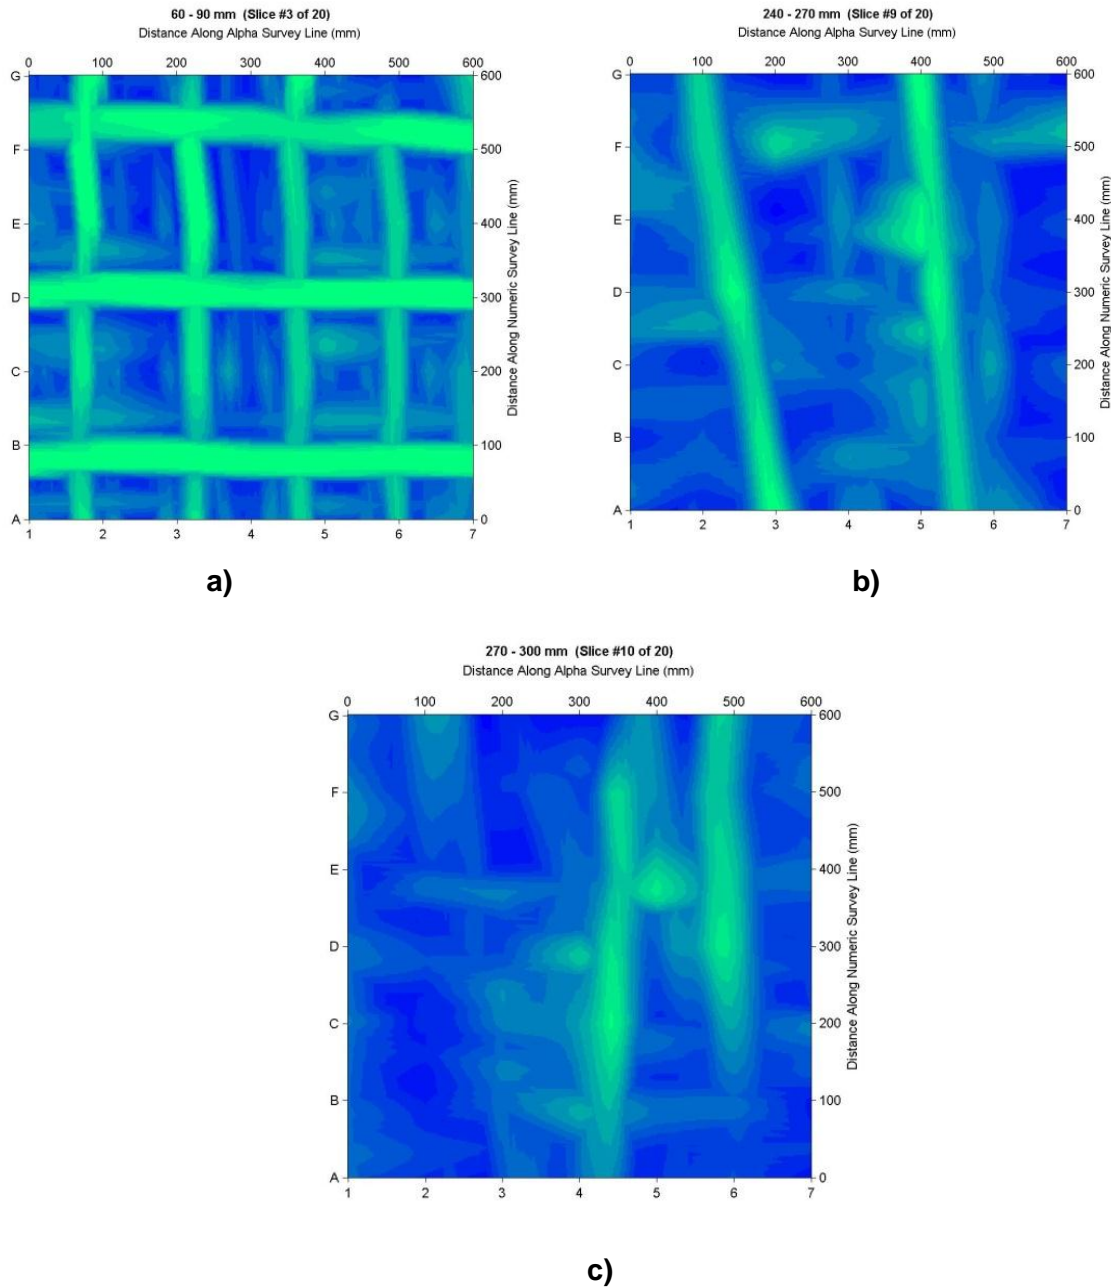 60 - 90 mm (Slice #3 of 20)
Distance Along Alpha Survey Line (mm)
0 100 200 300 400 500 600
G 600
F 500
E 400
D 300
C 200
B 100
A 0
1 2 3 4 5 6 7
Distance Along Numeric Survey Line (mm)
a)
240 - 270 mm (Slice #9 of 20)
Distance Along Alpha Survey Line (mm)
0 100 200 300 400 500 600
G 600
F 500
E 400
D 300
C 200
B 100
A 0
1 2 3 4 5 6 7
Distance Along Numeric Survey Line (mm)
b)
270 - 300 mm (Slice #10 of 20)
Distance Along Alpha Survey Line (mm)
0 100 200 300 400 500 600
G 600
F 500
E 400
D 300
C 200
B 100
A 0
1 2 3 4 5 6 7
Distance Along Numeric Survey Line (mm)
c)